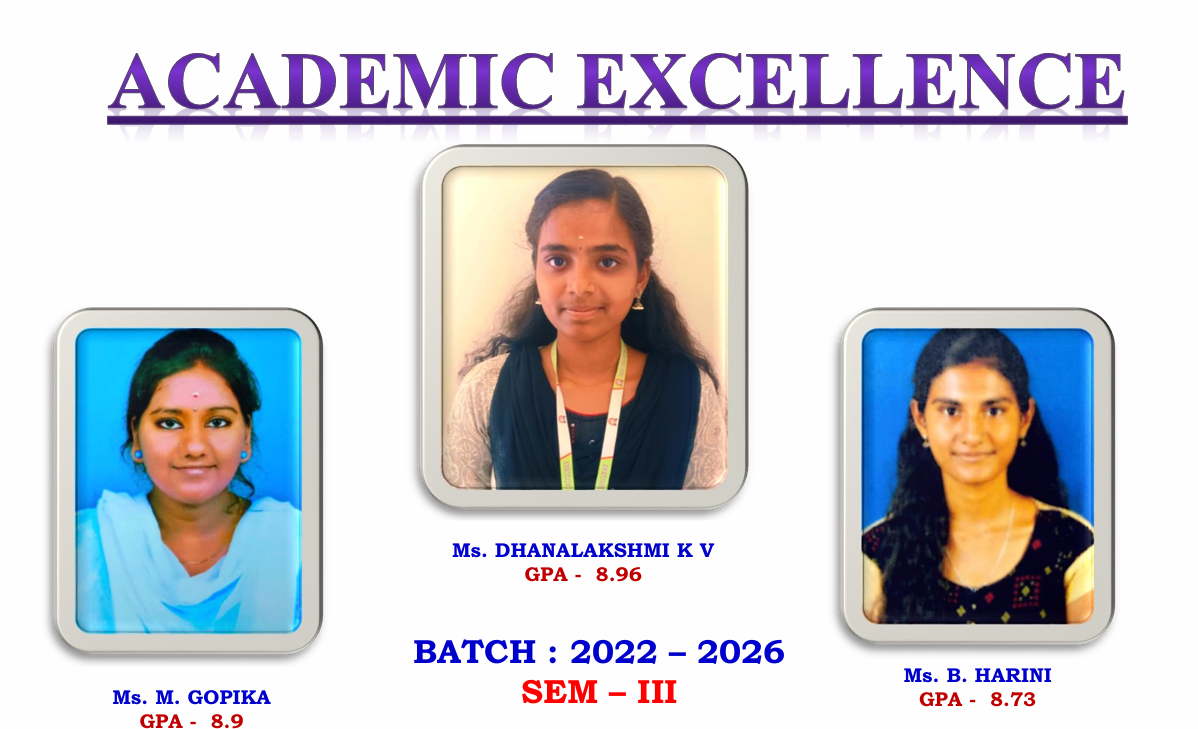 ACADEMIC EXCELLENCE
Ms. DHANALAKSHMI K V
GPA - 8.96
Ms. M. GOPIKA
GPA - 8.9
Ms. B. HARINI
GPA - 8.73
BATCH : 2022 – 2026
SEM – III